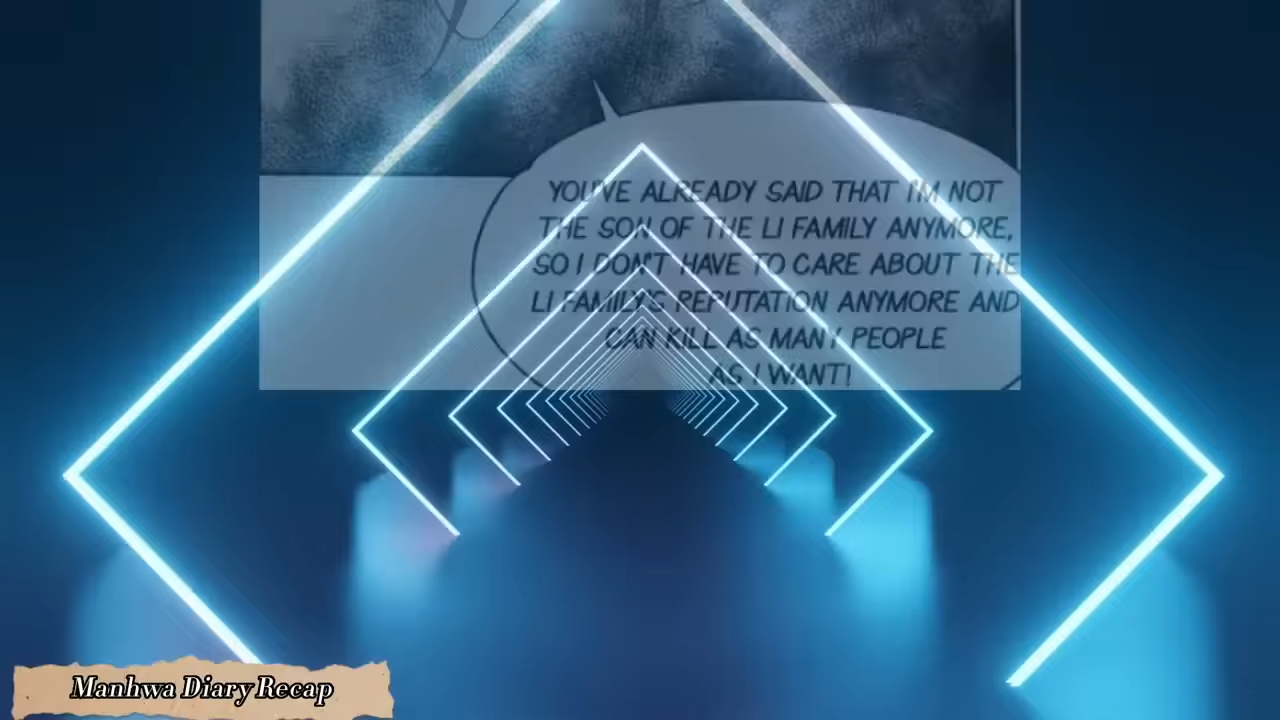 YOU'VE ALREADY SAID THAT I'M NOT
THE SON OF THE LI FAMILY ANYMORE,
SO I DON'T HAVE TO CARE ABOUT THE
LI FAMILY'S REPUTATION ANYMORE AND
CAN KILL AS MANY PEOPLE
AS I WANT!
Manhwa Diary Recap